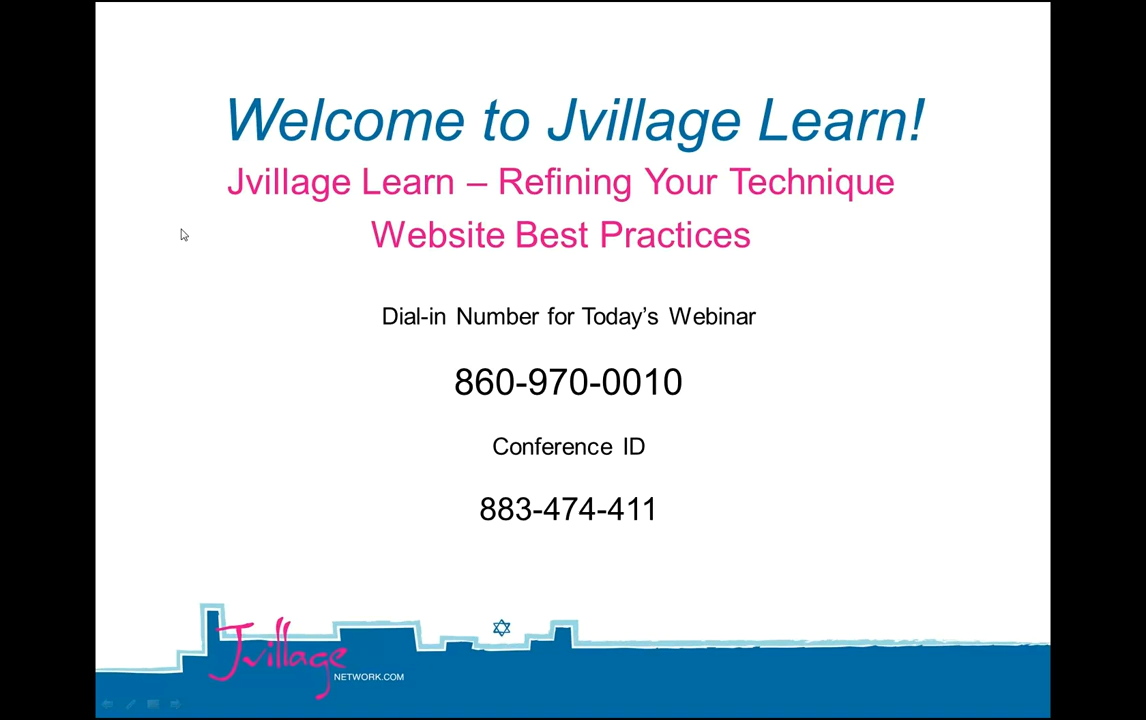 Welcome to Jvillage Learn!
Jvillage Learn – Refining Your Technique
Website Best Practices
Dial-in Number for Today’s Webinar
860-970-0010
Conference ID
883-474-411
Jvillage
NETWORK.COM